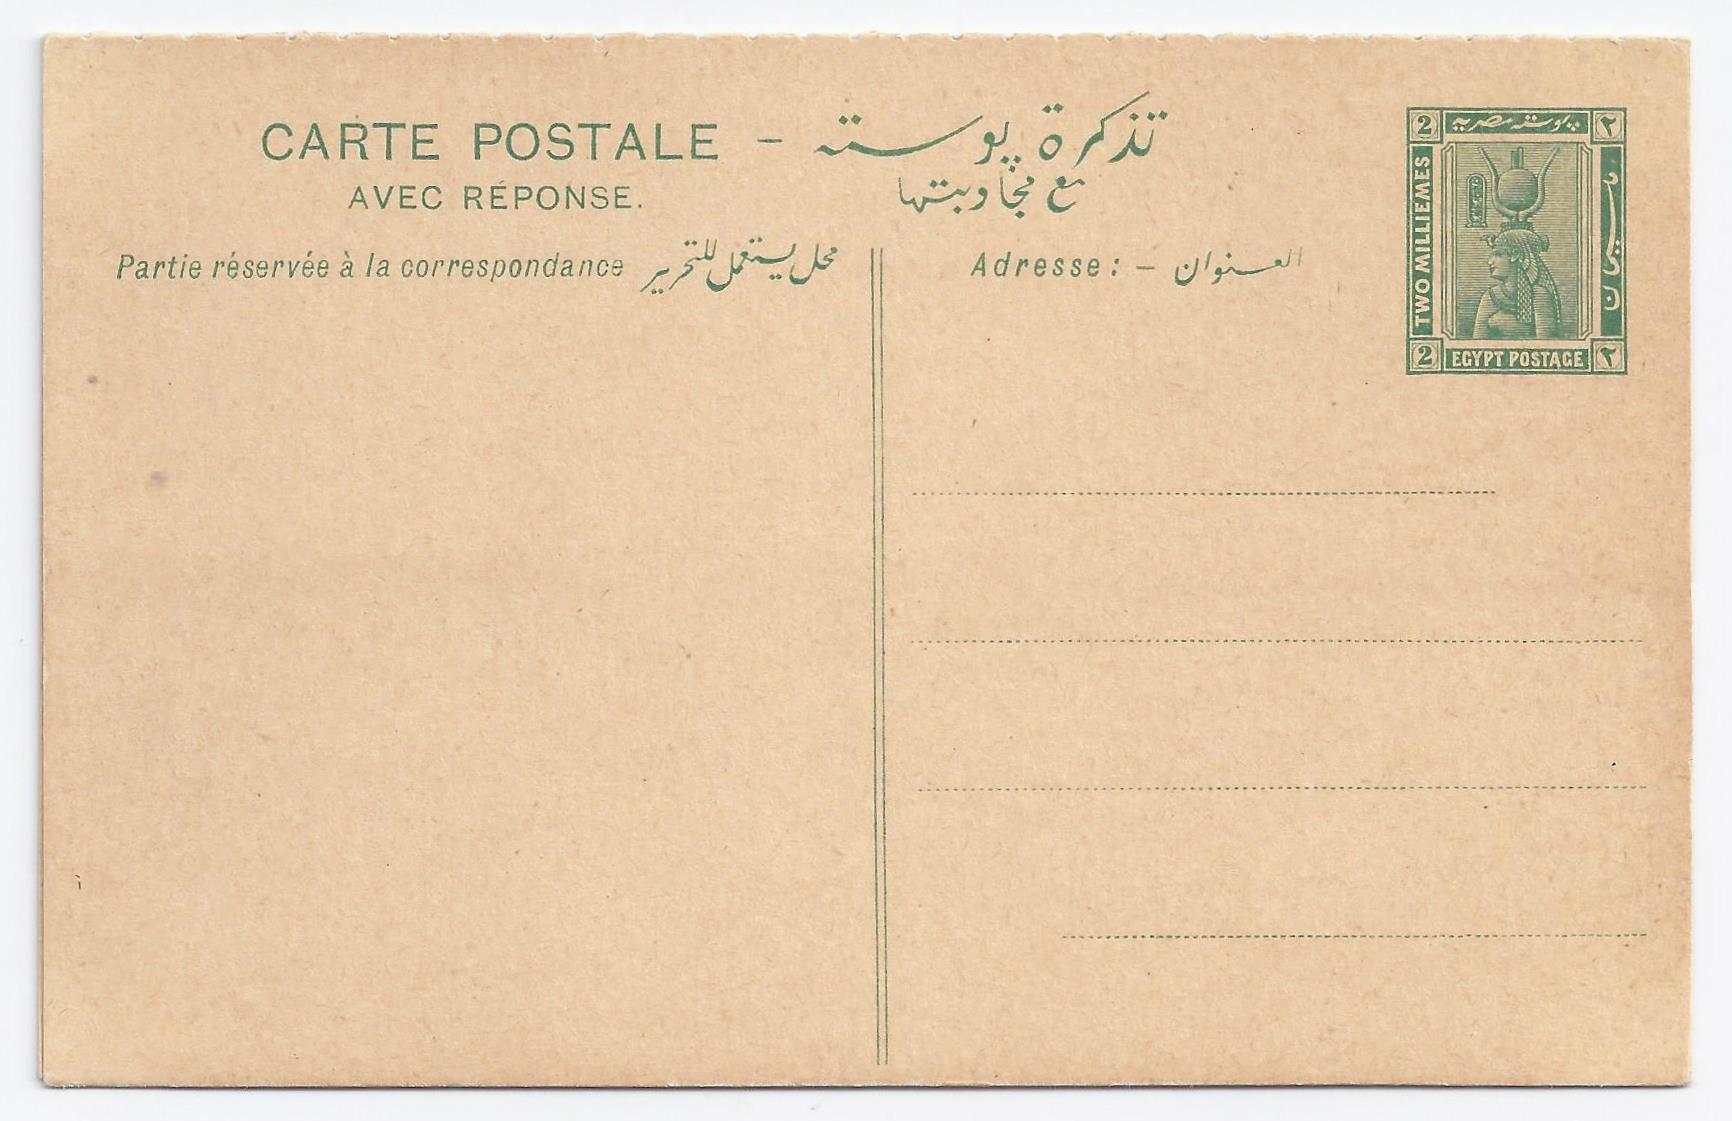 CARTE POSTALE – تذكرة پوسته
AVEC RÉPONSE. مع مجاوبتها
Partie réservée à la correspondance محل يستعمل للتحرير
Adresse: – العنوان
2 پوسته مصريه ٢
TWO MILLIEMES
مليمان
2 EGYPT POSTAGE ٢